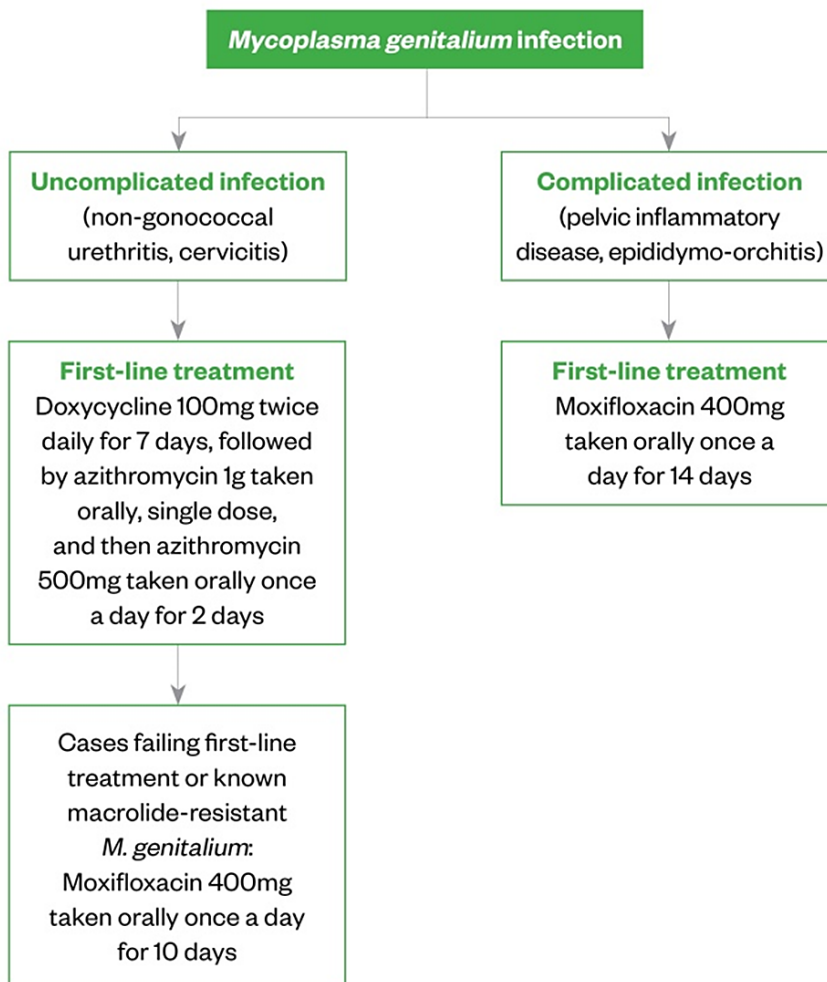 Mycoplasma genitalium infection
Uncomplicated infection
(non-gonococcal
urethritis, cervicitis)
Complicated infection
(pelvic inflammatory
disease, epididymo-orchitis)
First-line treatment
Doxycycline 100mg twice
daily for 7 days, followed
by azithromycin 1g taken
orally, single dose,
and then azithromycin
500mg taken orally once
a day for 2 days
First-line treatment
Moxifloxacin 400mg
taken orally once a
day for 14 days
Cases failing first-line
treatment or known
macrolide-resistant
M. genitalium:
Moxifloxacin 400mg
taken orally once a day
for 10 days